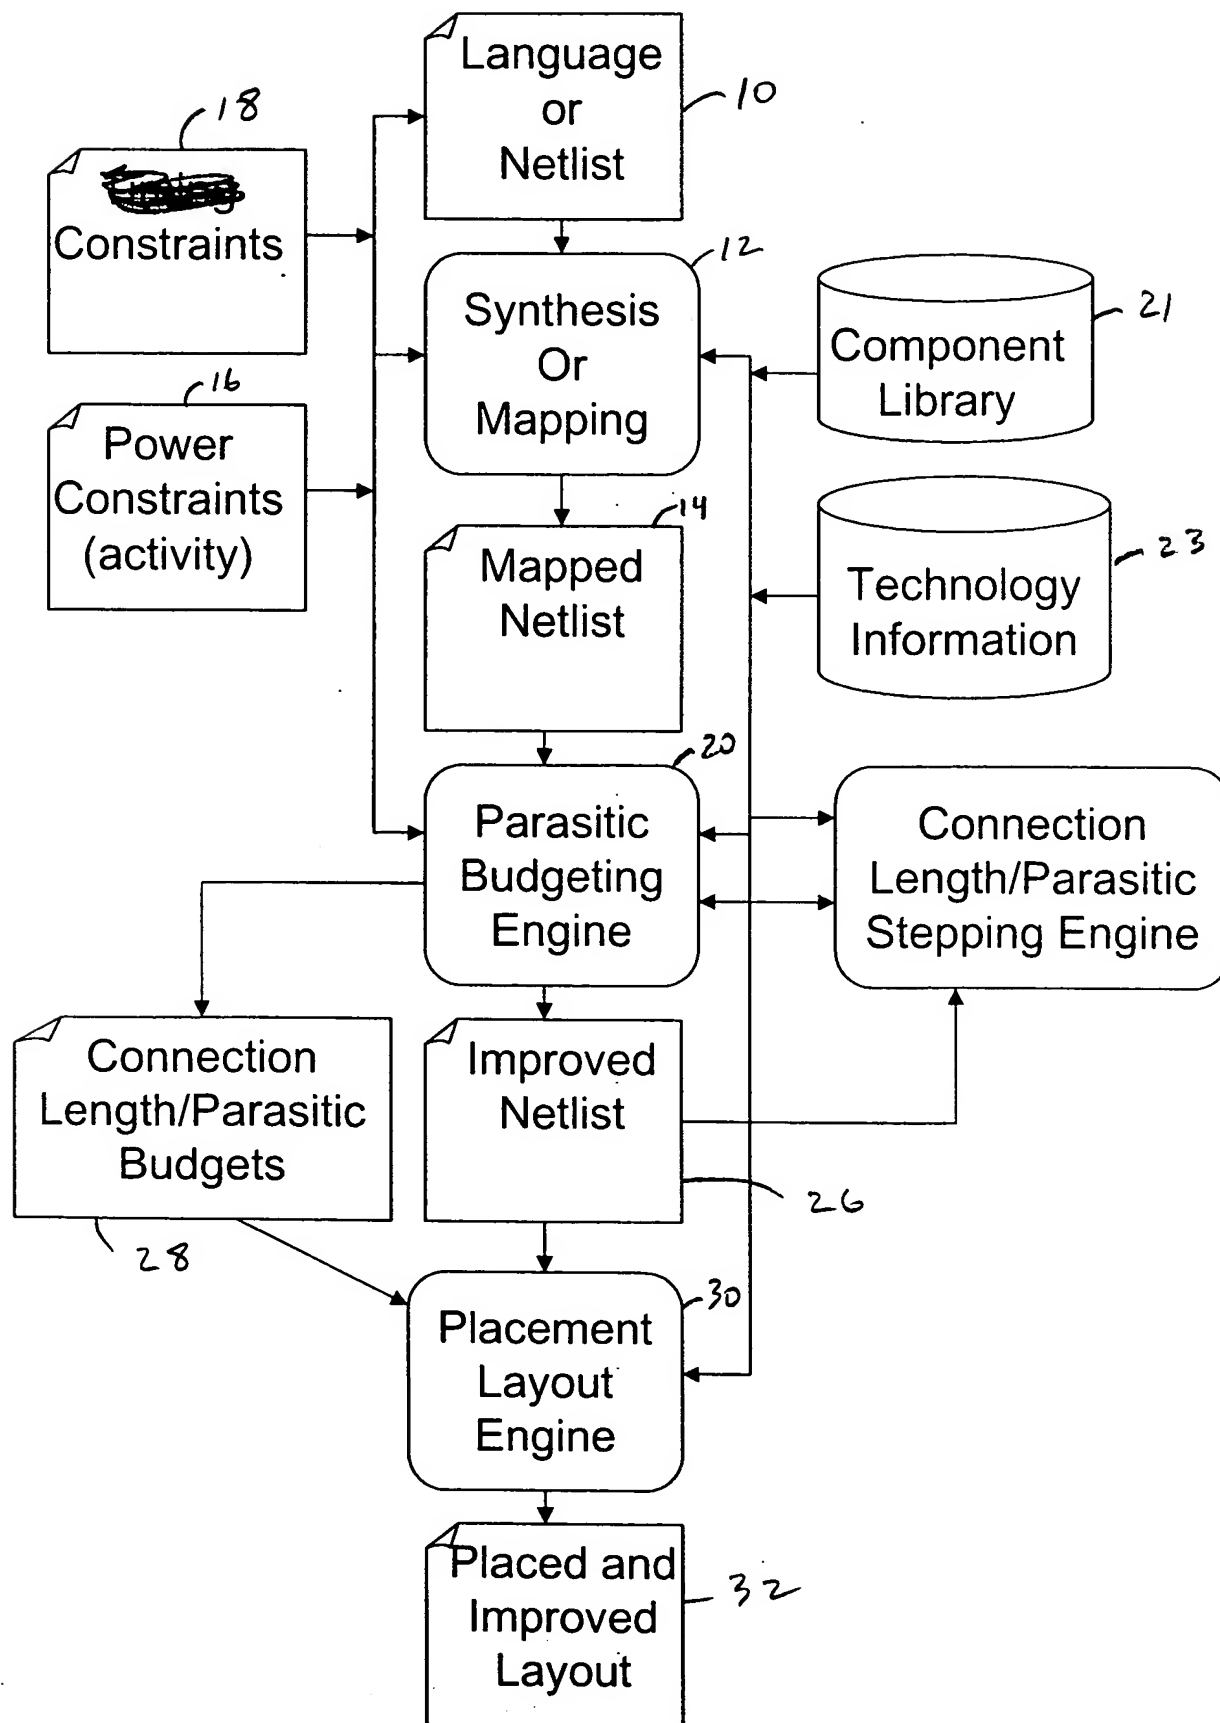 Language
or
Netlist
10
18
Constraints
12
Synthesis
Or
Mapping
21
Component
Library
16
Power
Constraints
(activity)
14
Mapped
Netlist
23
Technology
Information
20
Parasitic
Budgeting
Engine
Connection
Length/Parasitic
Stepping Engine
Connection
Length/Parasitic
Budgets
28
Improved
Netlist
26
30
Placement
Layout
Engine
Placed and
Improved
Layout
32